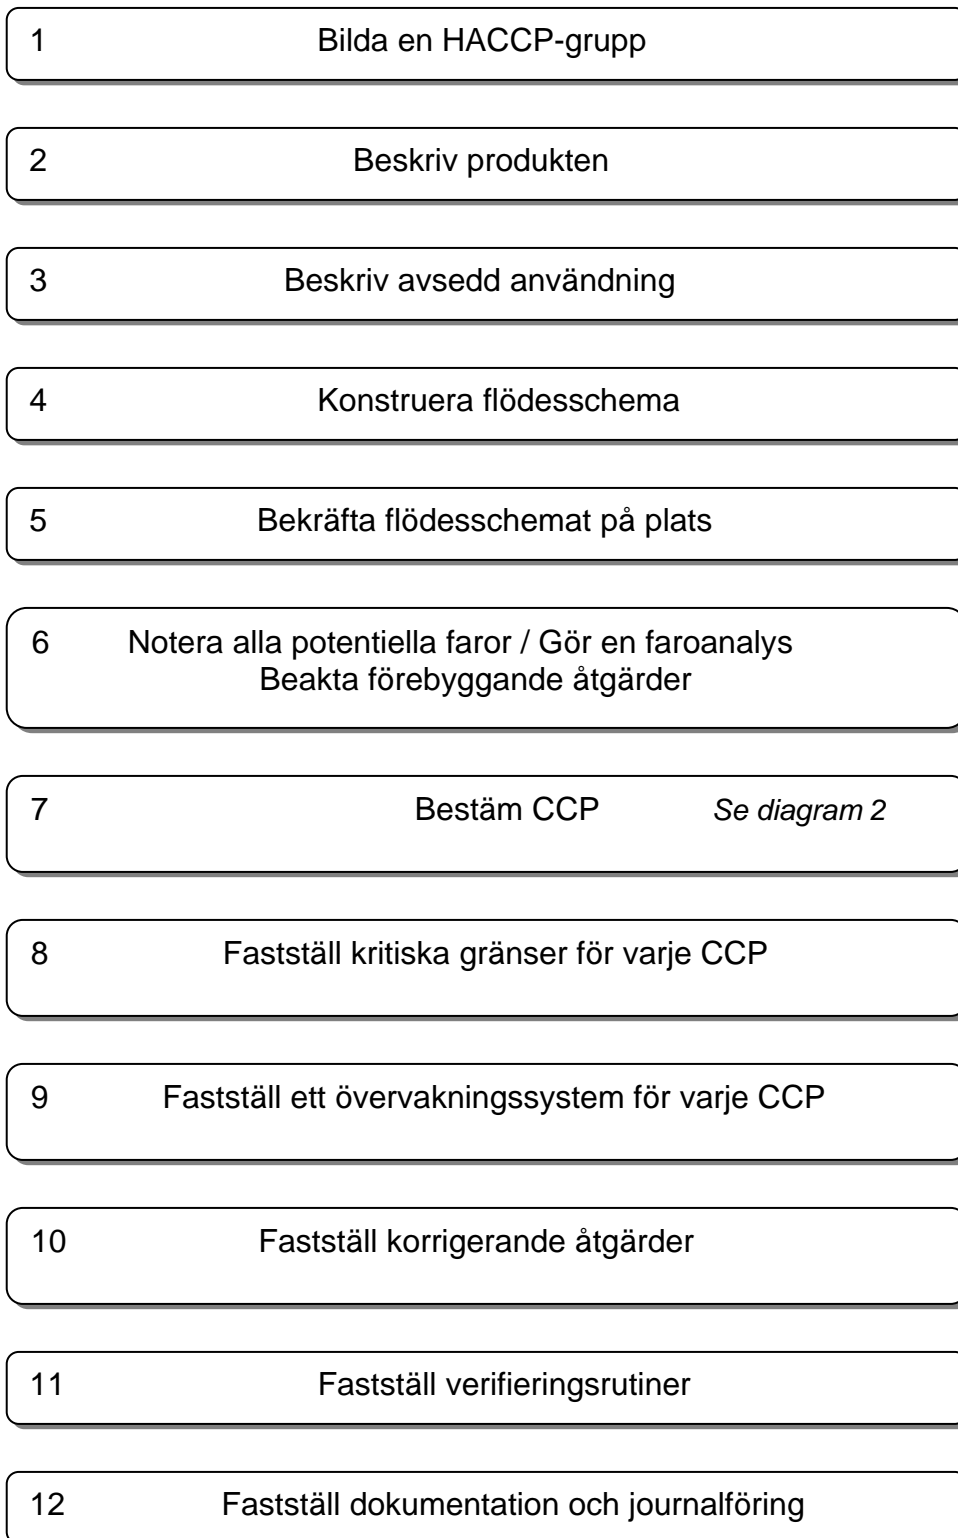 1 Bilda en HACCP-grupp
2 Beskriv produkten
3 Beskriv avsedd användning
4 Konstruera flödesschema
5 Bekräfta flödesschemat på plats
6 Notera alla potentiella faror / Gör en faroanalys
Beakta förebyggande åtgärder
7 Bestäm CCP Se diagram 2
8 Fastställ kritiska gränser för varje CCP
9 Fastställ ett övervakningssystem för varje CCP
10 Fastställ korrigerande åtgärder
11 Fastställ verifieringsrutiner
12 Fastställ dokumentation och journalföring